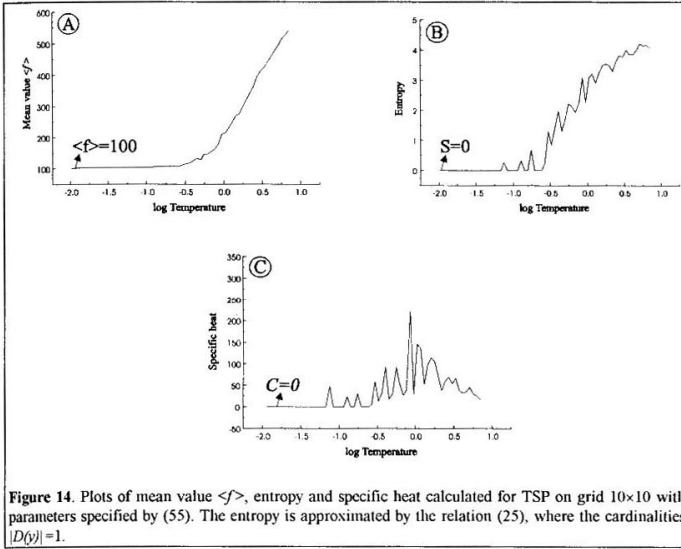 A
Mean value <f>
600
500
400
300
200
100
<f>=100
-2.0 -1.5 -1.0 -0.5 0.0 0.5 1.0
log Temperature
B
Entropy
5
4
3
2
1
0
S=0
-2.0 -1.5 -1.0 -0.5 0.0 0.5 1.0
log Temperature
C
Specific heat
350
300
250
200
150
100
50
0
-50
C=0
-2.0 -1.5 -1.0 -0.5 0.0 0.5 1.0
log Temperature
Figure 14. Plots of mean value <f>, entropy and specific heat calculated for TSP on grid 10×10 with
parameters specified by (55). The entropy is approximated by the relation (25), where the cardinalities
|D(y)| =1.